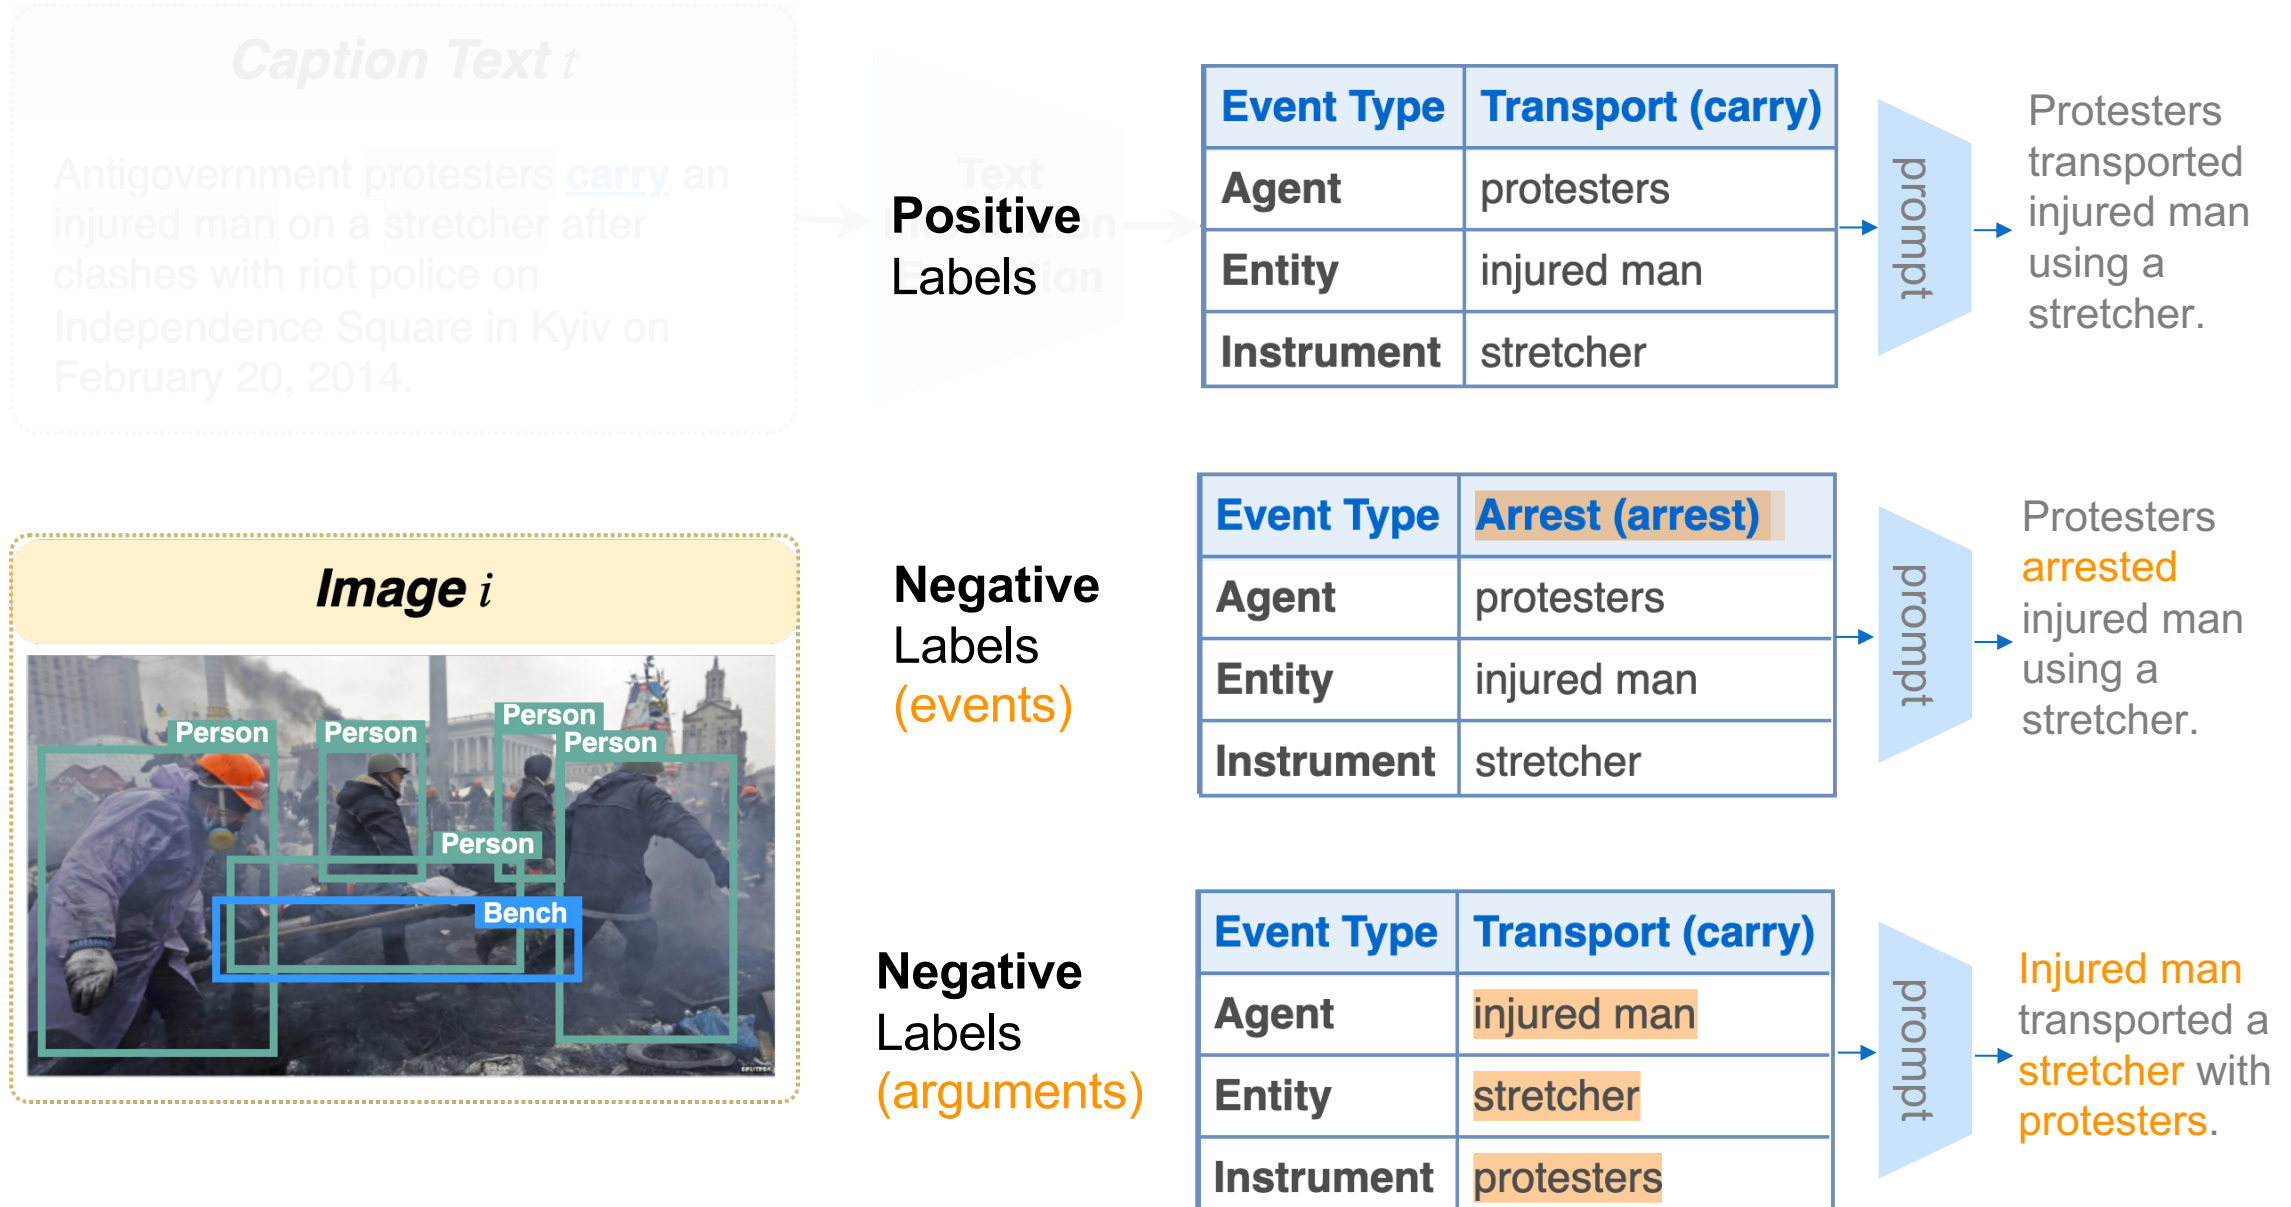 Caption Text t
Antigovernment protesters carry an
injured man on a stretcher after
clashes with riot police on
Independence Square in Kyiv on
February 20, 2014.
Text
Positive
Labels
Event Type Transport (carry)
Agent protesters
Entity injured man
Instrument stretcher
prompt
Protesters
transported
injured man
using a
stretcher.
Image i
Person
Person
Person
Person
Person
Bench
Negative
Labels
(events)
Event Type Arrest (arrest)
Agent protesters
Entity injured man
Instrument stretcher
prompt
Protesters
arrested
injured man
using a
stretcher.
Negative
Labels
(arguments)
Event Type Transport (carry)
Agent injured man
Entity stretcher
Instrument protesters
prompt
Injured man
transported a
stretcher with
protesters.